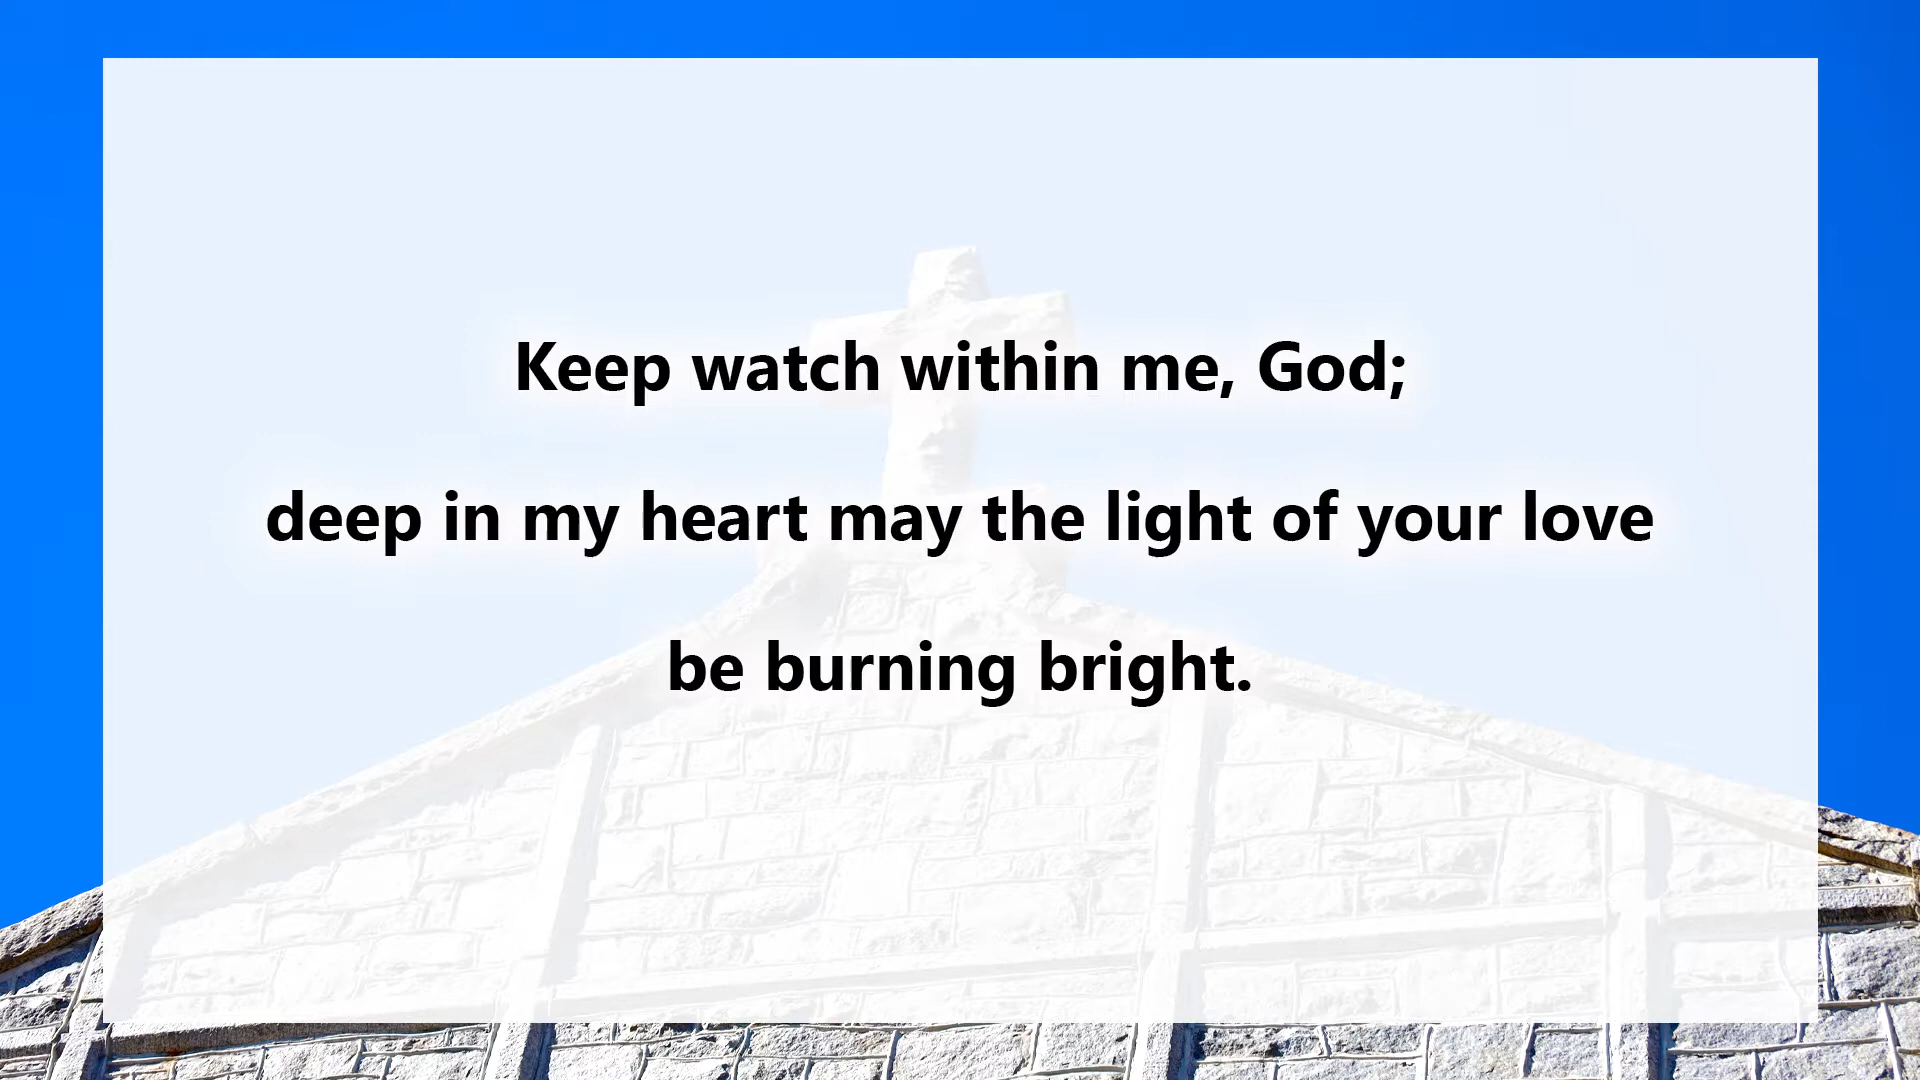 Keep watch within me, God;
deep in my heart may the light of your love
be burning bright.